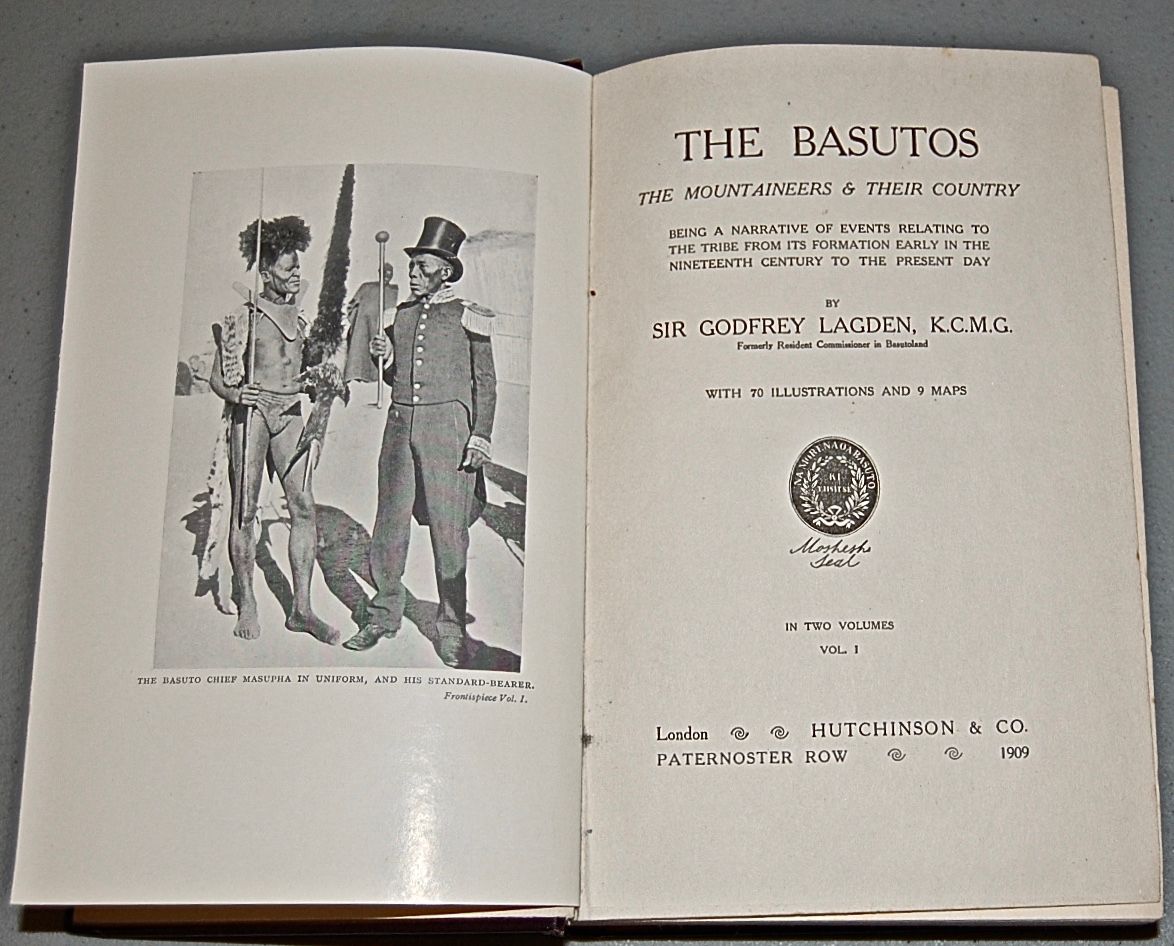 THE BASUTO CHIEF MASUPHA IN UNIFORM, AND HIS STANDARD-BEARER.
Frontispiece Vol. I.
THE BASUTOS
THE MOUNTAINEERS & THEIR COUNTRY
BEING A NARRATIVE OF EVENTS RELATING TO
THE TRIBE FROM ITS FORMATION EARLY IN THE
NINETEENTH CENTURY TO THE PRESENT DAY
BY
SIR GODFREY LAGDEN, K.C.M.G.
Formerly Resident Commissioner in Basutoland
WITH 70 ILLUSTRATIONS AND 9 MAPS
KI
Moshesh
Seal
IN TWO VOLUMES
VOL. I
London HUTCHINSON & CO.
PATERNOSTER ROW 1909